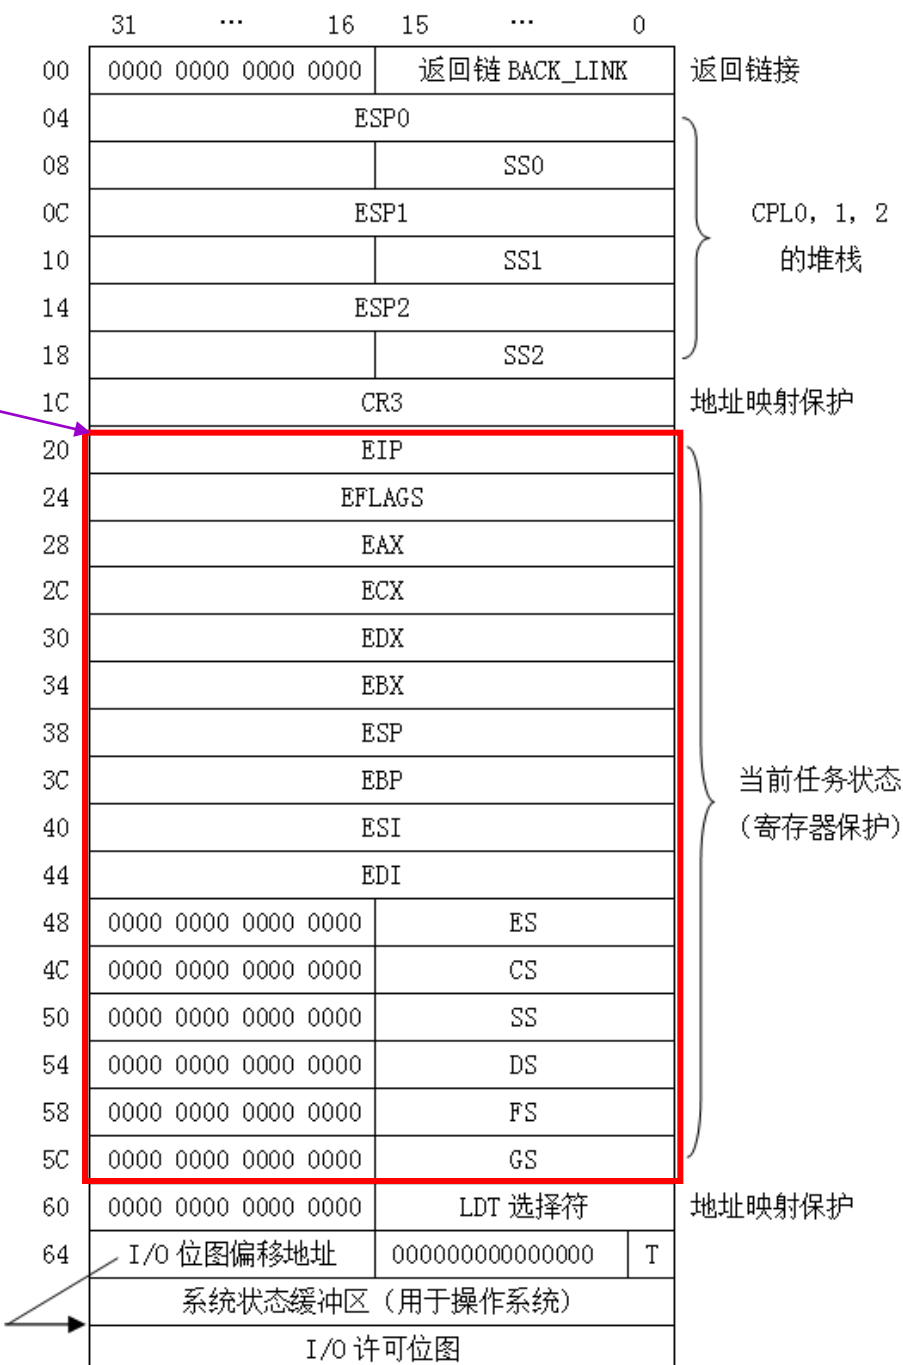 31 … 16 15 … 0
00 0000 0000 0000 0000 返回链 BACK_LINK 返回链接
04 ESP0
08 SS0
0C ESP1 CPL0, 1, 2
10 SS1 的堆栈
14 ESP2
18 SS2
1C CR3 地址映射保护
20 EIP
24 EFLAGS
28 EAX
2C ECX
30 EDX
34 EBX
38 ESP
3C EBP 当前任务状态
40 ESI （寄存器保护）
44 EDI
48 0000 0000 0000 0000 ES
4C 0000 0000 0000 0000 CS
50 0000 0000 0000 0000 SS
54 0000 0000 0000 0000 DS
58 0000 0000 0000 0000 FS
5C 0000 0000 0000 0000 GS
60 0000 0000 0000 0000 LDT 选择符 地址映射保护
64 I/O 位图偏移地址 000000000000000 T
系统状态缓冲区（用于操作系统）
I/O 许可位图